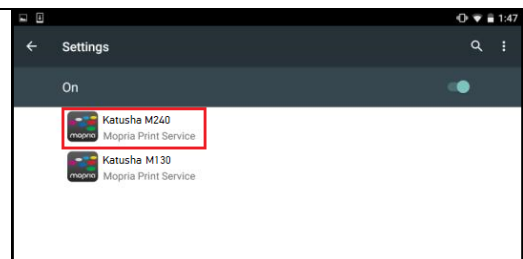 1:47
Settings
On
Katusha M240
mopria Mopria Print Service
Katusha M130
mopria Mopria Print Service